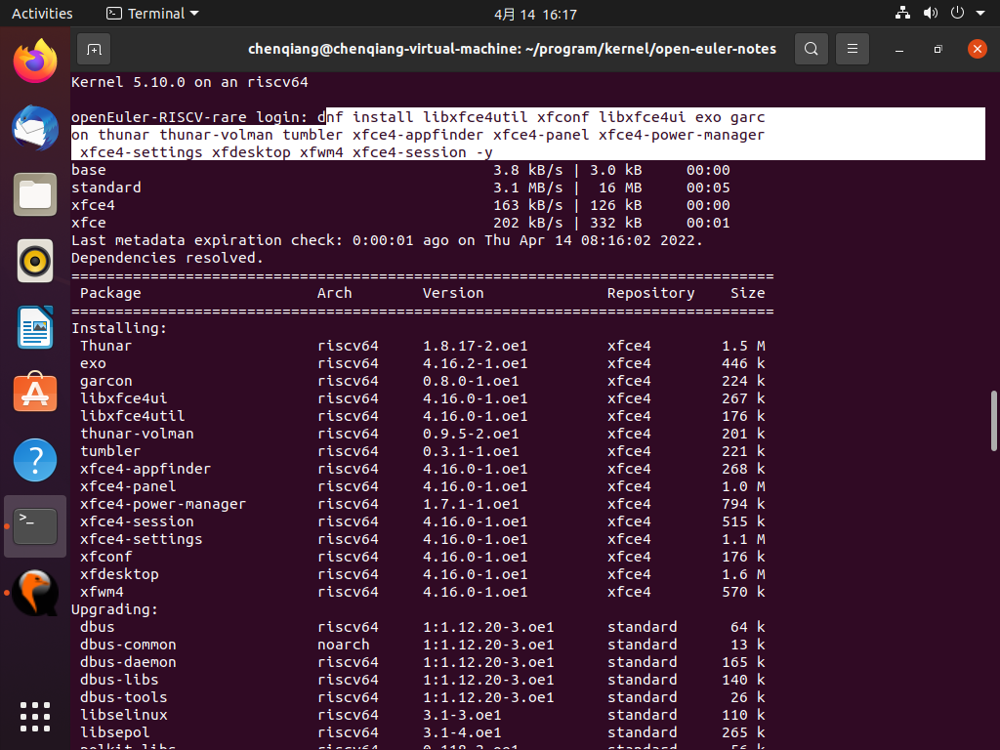 Activities Terminal 4月 14 16:17
chenqiang@chenqiang-virtual-machine: ~/program/kernel/open-euler-notes
Kernel 5.10.0 on an riscv64
openEuler-RISCV-rare login: dnf install libxfce4util xfconf libxfce4ui exo garc
on thunar thunar-volman tumbler xfce4-appfinder xfce4-panel xfce4-power-manager
xfce4-settings xfdesktop xfwm4 xfce4-session -y
base 3.8 kB/s | 3.0 kB 00:00
standard 3.1 MB/s | 16 MB 00:05
xfce4 163 kB/s | 126 kB 00:00
xfce 202 kB/s | 332 kB 00:01
Last metadata expiration check: 0:00:01 ago on Thu Apr 14 08:16:02 2022.
Dependencies resolved.
================================================================================
Package Arch Version Repository Size
================================================================================
Installing:
Thunar riscv64 1.8.17-2.oe1 xfce4 1.5 M
exo riscv64 4.16.2-1.oe1 xfce4 446 k
garcon riscv64 0.8.0-1.oe1 xfce4 224 k
libxfce4ui riscv64 4.16.0-1.oe1 xfce4 267 k
libxfce4util riscv64 4.16.0-1.oe1 xfce4 176 k
thunar-volman riscv64 0.9.5-2.oe1 xfce4 201 k
tumbler riscv64 0.3.1-1.oe1 xfce4 221 k
xfce4-appfinder riscv64 4.16.0-1.oe1 xfce4 268 k
xfce4-panel riscv64 4.16.0-1.oe1 xfce4 1.0 M
xfce4-power-manager riscv64 1.7.1-1.oe1 xfce4 794 k
xfce4-session riscv64 4.16.0-1.oe1 xfce4 515 k
xfce4-settings riscv64 4.16.0-1.oe1 xfce4 1.1 M
xfconf riscv64 4.16.0-1.oe1 xfce4 176 k
xfdesktop riscv64 4.16.0-1.oe1 xfce4 1.6 M
xfwm4 riscv64 4.16.0-1.oe1 xfce4 570 k
Upgrading:
dbus riscv64 1:1.12.20-3.oe1 standard 64 k
dbus-common noarch 1:1.12.20-3.oe1 standard 13 k
dbus-daemon riscv64 1:1.12.20-3.oe1 standard 165 k
dbus-libs riscv64 1:1.12.20-3.oe1 standard 140 k
dbus-tools riscv64 1:1.12.20-3.oe1 standard 26 k
libselinux riscv64 3.1-3.oe1 standard 110 k
libsepol riscv64 3.1-4.oe1 standard 265 k
polkit-libs riscv64 0.118-2.oe1 standard 56 k